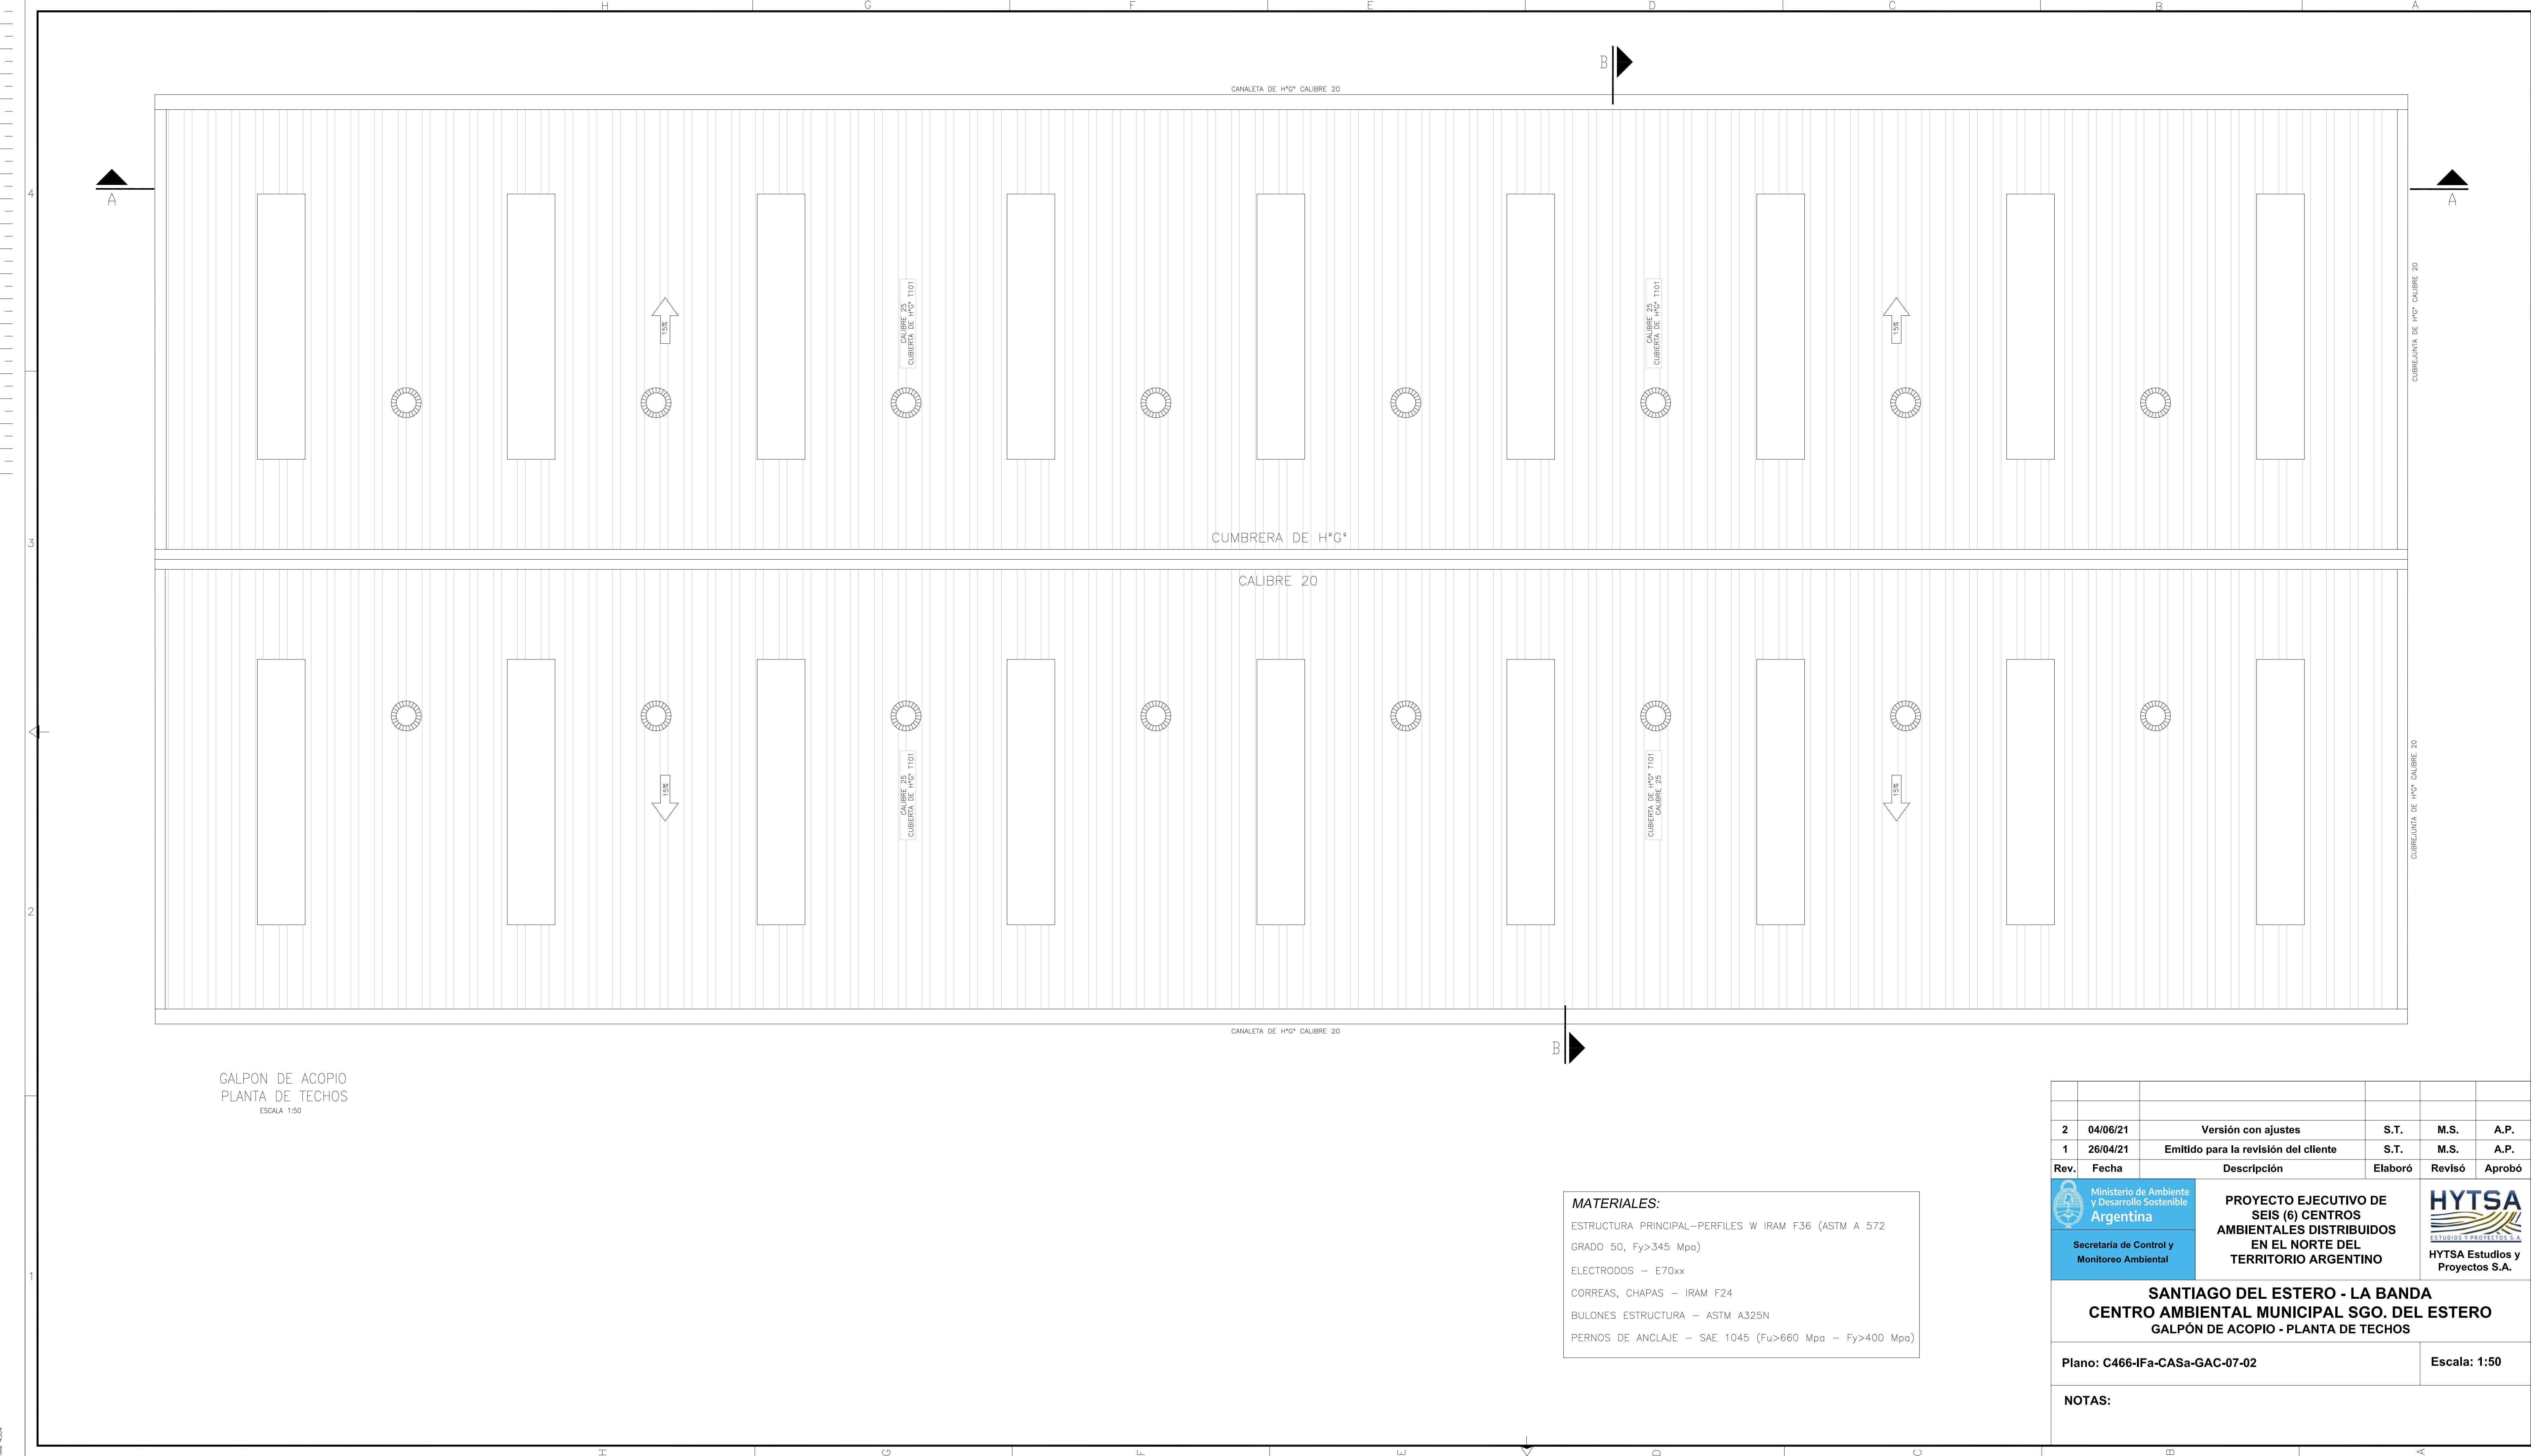 H G F E D C B A
B
CANALETA DE H°G° CALIBRE 20
4
A
A
CALIBRE 25
CUBIERTA DE H°G° T101
CALIBRE 25
CUBIERTA DE H°G° T101
CUBREJUNTA DE H°G° CALIBRE 20
15%
15%
3
CUMBRERA DE H°G°
CALIBRE 20
15%
CALIBRE 25
CUBIERTA DE H°G° T101
CUBIERTA DE H°G° T101
CALIBRE 25
15%
CUBREJUNTA DE H°G° CALIBRE 20
2
CANALETA DE H°G° CALIBRE 20
B
GALPON DE ACOPIO
PLANTA DE TECHOS
ESCALA 1:50
1
MATERIALES:
ESTRUCTURA PRINCIPAL-PERFILES W IRAM F36 (ASTM A 572
GRADO 50, Fy>345 Mpa)
ELECTRODOS - E70xx
CORREAS, CHAPAS - IRAM F24
BULONES ESTRUCTURA - ASTM A325N
PERNOS DE ANCLAJE - SAE 1045 (Fu>660 Mpa - Fy>400 Mpa)
2 04/06/21 Versión con ajustes S.T. M.S. A.P.
1 26/04/21 Emitido para la revisión del cliente S.T. M.S. A.P.
Rev. Fecha Descripción Elaboró Revisó Aprobó
Ministerio de Ambiente
y Desarrollo Sostenible
Argentina
Secretaría de Control y
Monitoreo Ambiental
PROYECTO EJECUTIVO DE
SEIS (6) CENTROS
AMBIENTALES DISTRIBUIDOS
EN EL NORTE DEL
TERRITORIO ARGENTINO
HYTSA
ESTUDIOS Y PROYECTOS S.A.
HYTSA Estudios y
Proyectos S.A.
SANTIAGO DEL ESTERO - LA BANDA
CENTRO AMBIENTAL MUNICIPAL SGO. DEL ESTERO
GALPÓN DE ACOPIO - PLANTA DE TECHOS
Plano: C466-IFa-CASa-GAC-07-02
Escala: 1:50
NOTAS:
H G F E D C B A